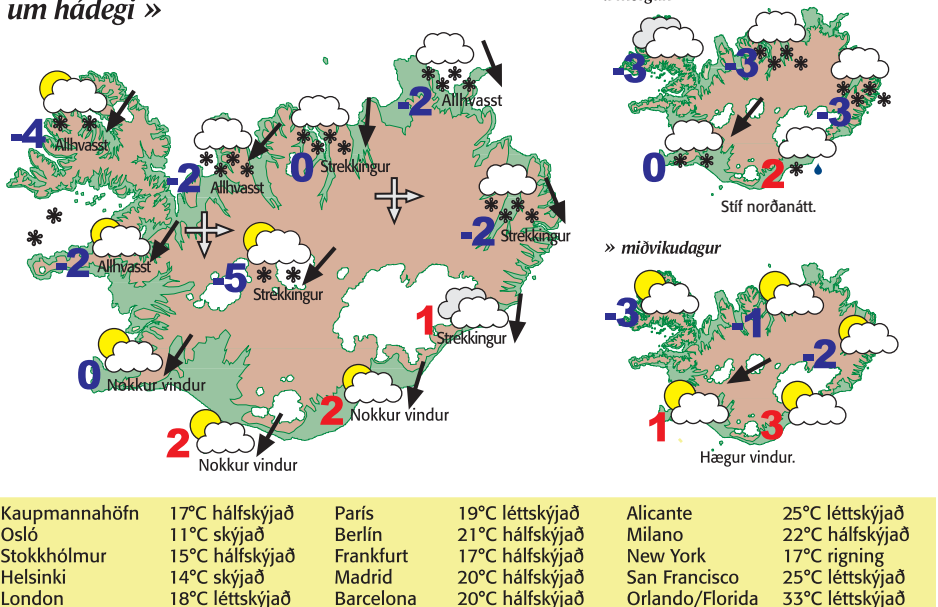 um hádegi »
-4
Allhvasst
-2
Allhvasst
0
Strekkingur
-2
Allhvasst
-2
Strekkingur
-2
Allhvasst
-5
Strekkingur
1
Strekkingur
0
Nokkur vindur
2
Nokkur vindur
2
Nokkur vindur
-3
-3
-3
0
2
Stíf norðanátt.
» miðvikudagur
-3
-1
-2
1
3
Hægur vindur.
Kaupmannahöfn 17°C hálfskýjað París 19°C léttskýjað Alicante 25°C léttskýjað
Osló 11°C skýjað Berlín 21°C hálfskýjað Milano 22°C hálfskýjað
Stokkhólmur 15°C hálfskýjað Frankfurt 17°C hálfskýjað New York 17°C rigning
Helsinki 14°C skýjað Madrid 20°C hálfskýjað San Francisco 25°C léttskýjað
London 18°C léttskýjað Barcelona 20°C hálfskýjað Orlando/Florida 33°C léttskýjað